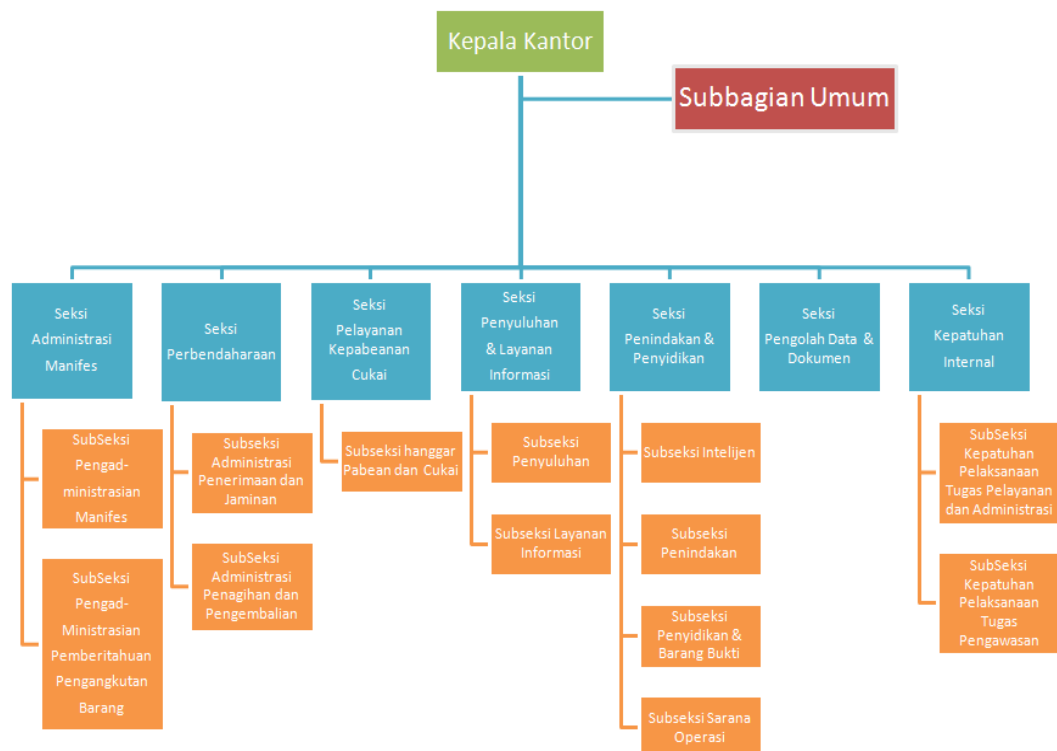 Kepala Kantor
Subbagian Umum
Seksi
Administrasi
Manifes
Seksi
Perbendaharaan
Seksi
Pelayanan
Kepabeanan
Cukai
Seksi
Penyuluhan
& Layanan
Informasi
Seksi
Penindakan &
Penyidikan
Seksi
Pengolah Data &
Dokumen
Seksi
Kepatuhan
Internal
SubSeksi
Pengad-
ministrasian
Manifes
SubSeksi
Pengad-
Ministrasian
Pemberitahuan
Pengangkutan
Barang
Subseksi
Administrasi
Penerimaan dan
Jaminan
SubSeksi
Administrasi
Penagihan dan
Pengembalian
Subseksi hanggar
Pabean dan Cukai
Subseksi
Penyuluhan
Subseksi Layanan
Informasi
Subseksi Intelijen
Subseksi
Penindakan
Subseksi
Penyidikan &
Barang Bukti
Subseksi Sarana
Operasi
SubSeksi
Kepatuhan
Pelaksanaan
Tugas Pelayanan
dan Administrasi
SubSeksi
Kepatuhan
Pelaksanaan
Tugas
Pengawasan